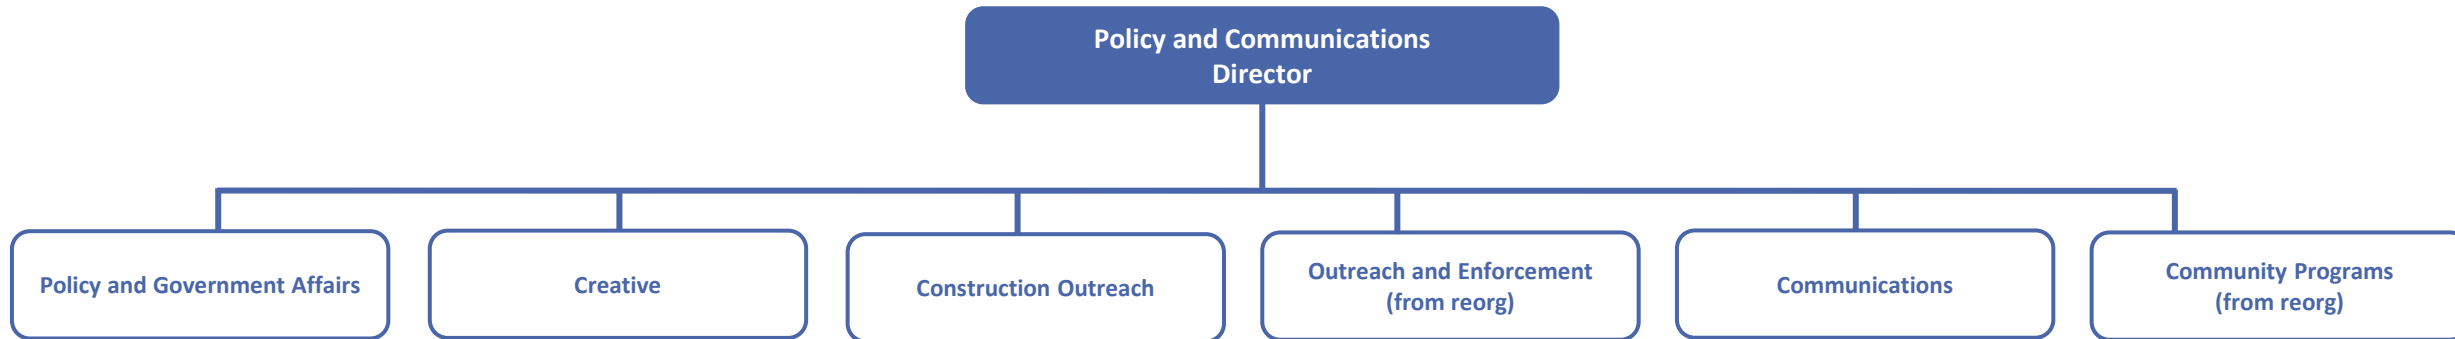 Policy and Communications
Director
Policy and Government Affairs
Creative
Construction Outreach
Outreach and Enforcement
(from reorg)
Communications
Community Programs
(from reorg)